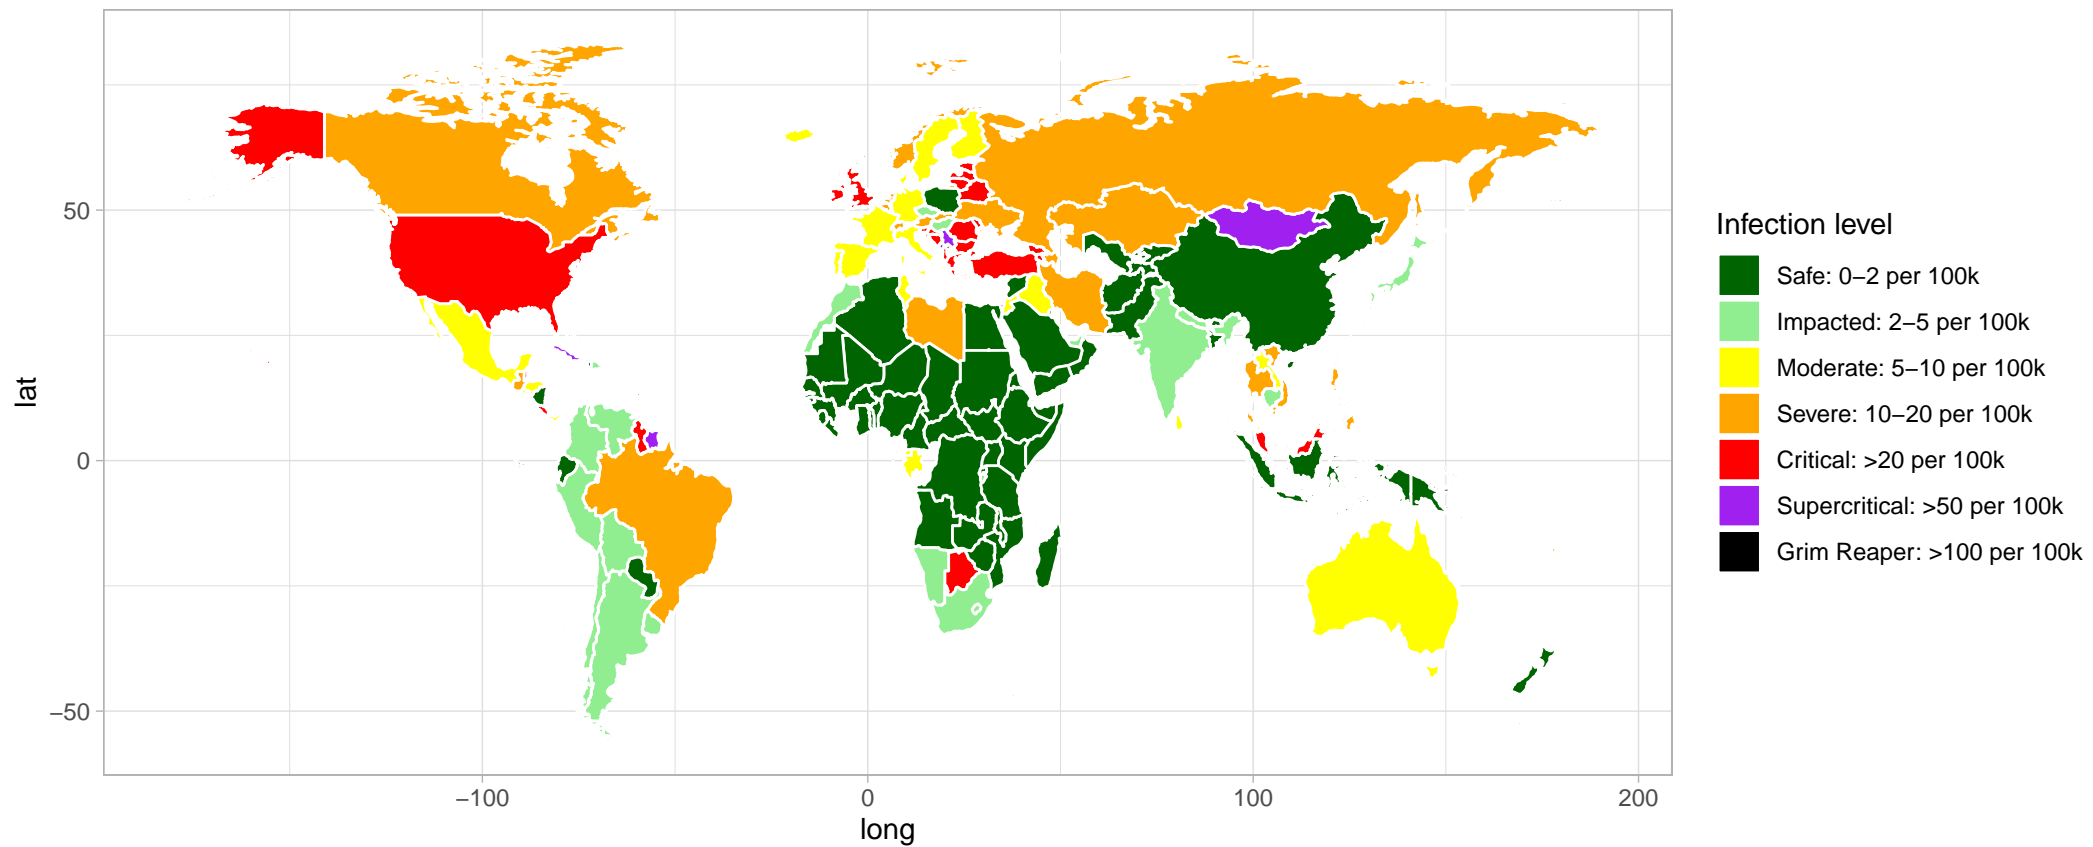 50
0
−50
lat
−100
0
100
200
long
Infection level
Safe: 0−2 per 100k
Impacted: 2−5 per 100k
Moderate: 5−10 per 100k
Severe: 10−20 per 100k
Critical: >20 per 100k
Supercritical: >50 per 100k
Grim Reaper: >100 per 100k